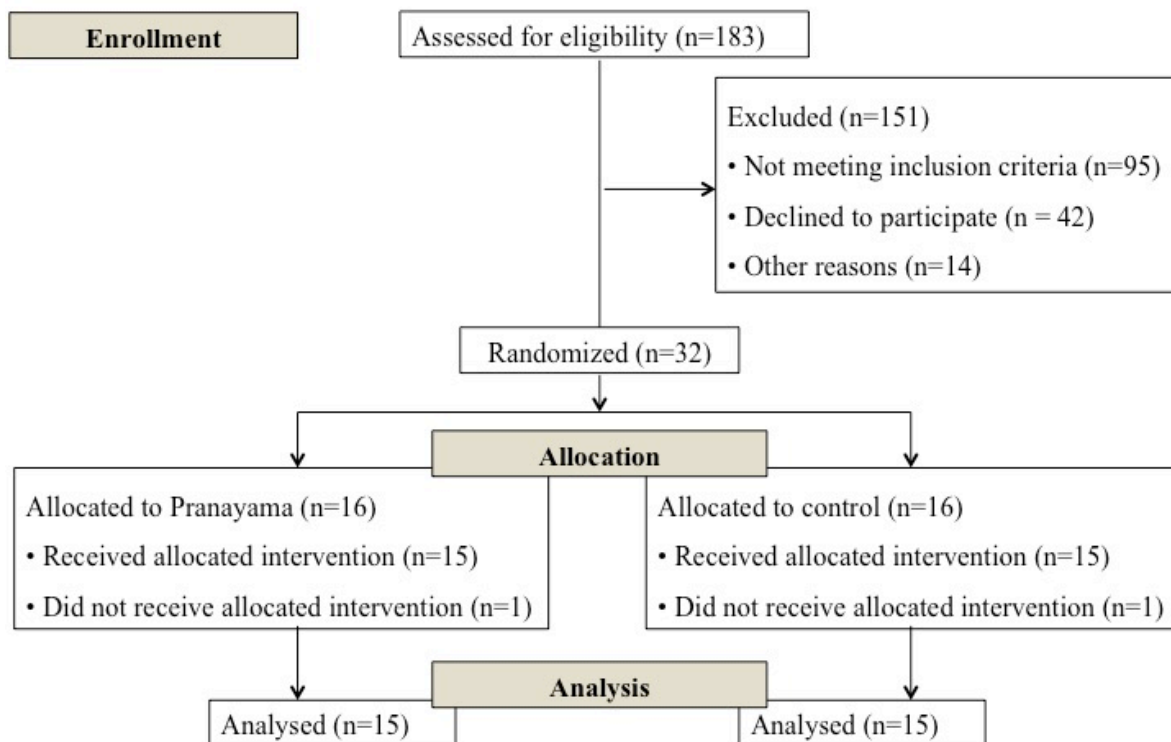 Enrollment
Assessed for eligibility (n=183)
Excluded (n=151)
• Not meeting inclusion criteria (n=95)
• Declined to participate (n = 42)
• Other reasons (n=14)
Randomized (n=32)
Allocation
Allocated to Pranayama (n=16)
• Received allocated intervention (n=15)
• Did not receive allocated intervention (n=1)
Allocated to control (n=16)
• Received allocated intervention (n=15)
• Did not receive allocated intervention (n=1)
Analysis
Analysed (n=15)
Analysed (n=15)